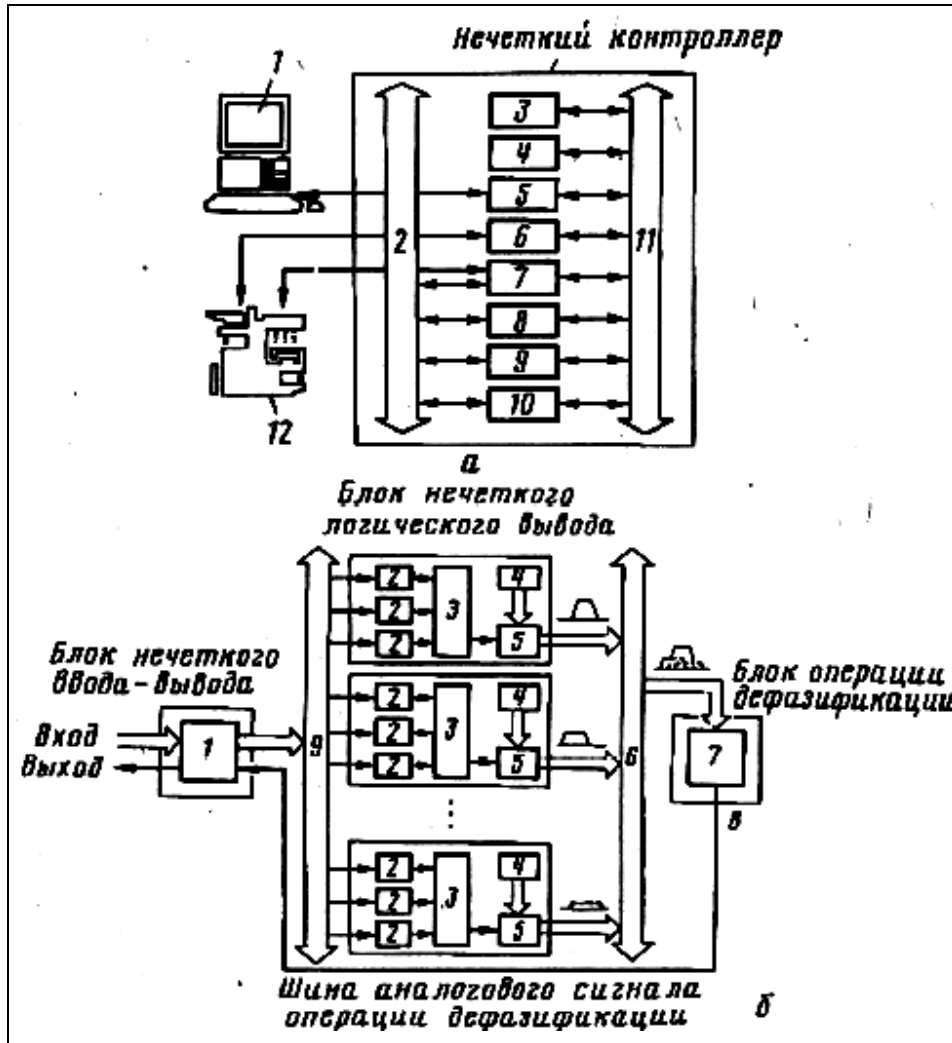 Нечеткий контроллер
1
3
4
5
2
6
11
7
8
9
12
10
а
Блок нечеткого
логического вывода
2
4
2
3
2
5
Блок нечеткого
ввода-вывода
Блок операции
дефазификации
2
4
Вход
1
9
2
3
6
7
Выход
2
5
8
2
4
2
3
2
5
Шина аналогового сигнала
операции дефазификации
б